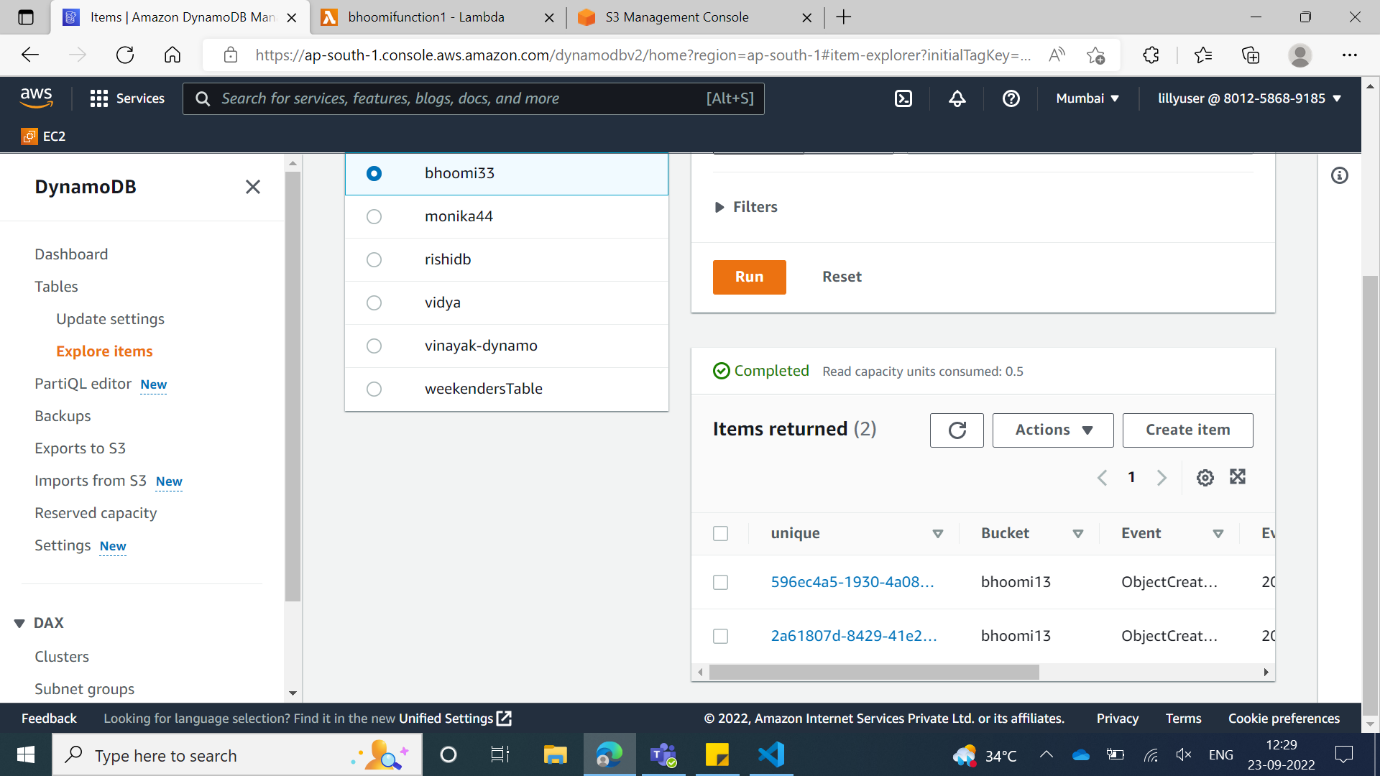 Items | Amazon DynamoDB Man
bhoomifunction1 - Lambda
S3 Management Console
https://ap-south-1.console.aws.amazon.com/dynamodbv2/home?region=ap-south-1#item-explorer?initialTagKey=...
aws
Services
Search for services, features, blogs, docs, and more
[Alt+S]
Mumbai
lillyuser @ 8012-5868-9185
EC2
DynamoDB
Dashboard
Tables
Update settings
Explore items
PartiQL editor New
Backups
Exports to S3
Imports from S3 New
Reserved capacity
Settings New
DAX
Clusters
Subnet groups
bhoomi33
monika44
rishidb
vidya
vinayak-dynamo
weekendersTable
Filters
Run Reset
Completed Read capacity units consumed: 0.5
Items returned (2)
Actions
Create item
1
unique Bucket Event Ev
596ec4a5-1930-4a08... bhoomi13 ObjectCreat... 20
2a61807d-8429-41e2... bhoomi13 ObjectCreat... 20
Feedback Looking for language selection? Find it in the new Unified Settings © 2022, Amazon Internet Services Private Ltd. or its affiliates. Privacy Terms Cookie preferences
Type here to search
34°C
ENG
12:29
23-09-2022